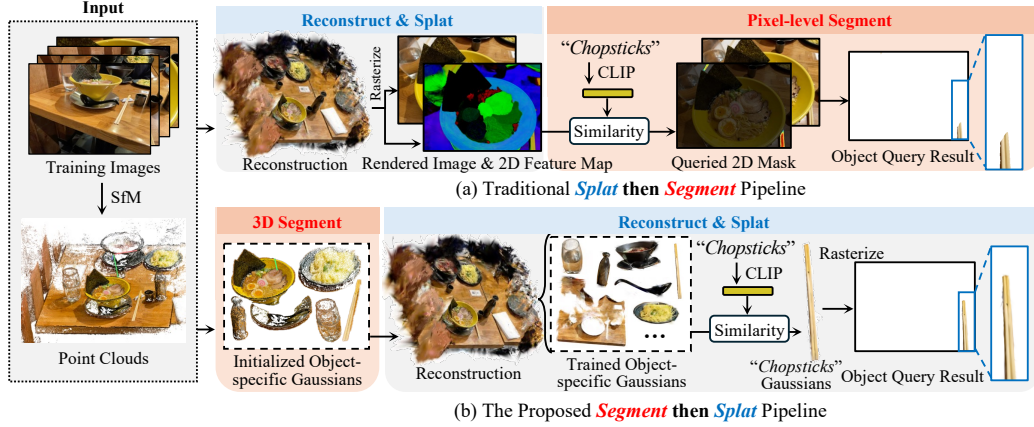 Input
Training Images
SfM
Point Clouds
Reconstruct & Splat
Pixel-level Segment
Reconstruction
Rasterize
Rendered Image & 2D Feature Map
“Chopsticks”
CLIP
Similarity
Queried 2D Mask
Object Query Result
(a) Traditional Splat then Segment Pipeline
3D Segment
Reconstruct & Splat
Initialized Object-
specific Gaussians
Reconstruction
Trained Object-
specific Gaussians
“Chopsticks”
CLIP
Similarity
Rasterize
“Chopsticks”
Gaussians
Object Query Result
(b) The Proposed Segment then Splat Pipeline